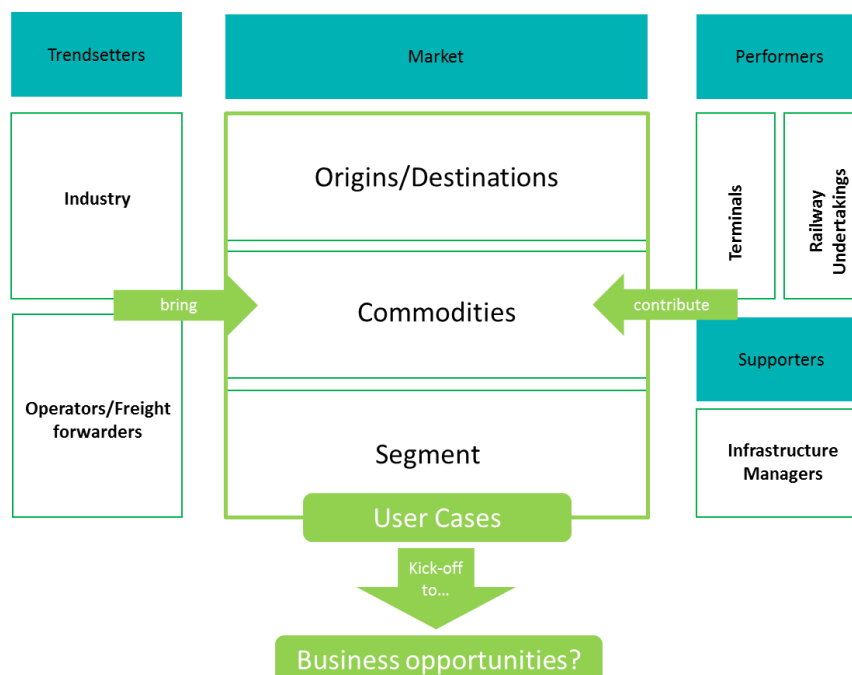 Trendsetters
Market
Performers
Industry
Origins/Destinations
Terminals
Railway
Undertakings
bring
Commodities
contribute
Supporters
Operators/Freight
forwarders
Segment
Infrastructure
Managers
User Cases
Kick-off
to...
Business opportunities?